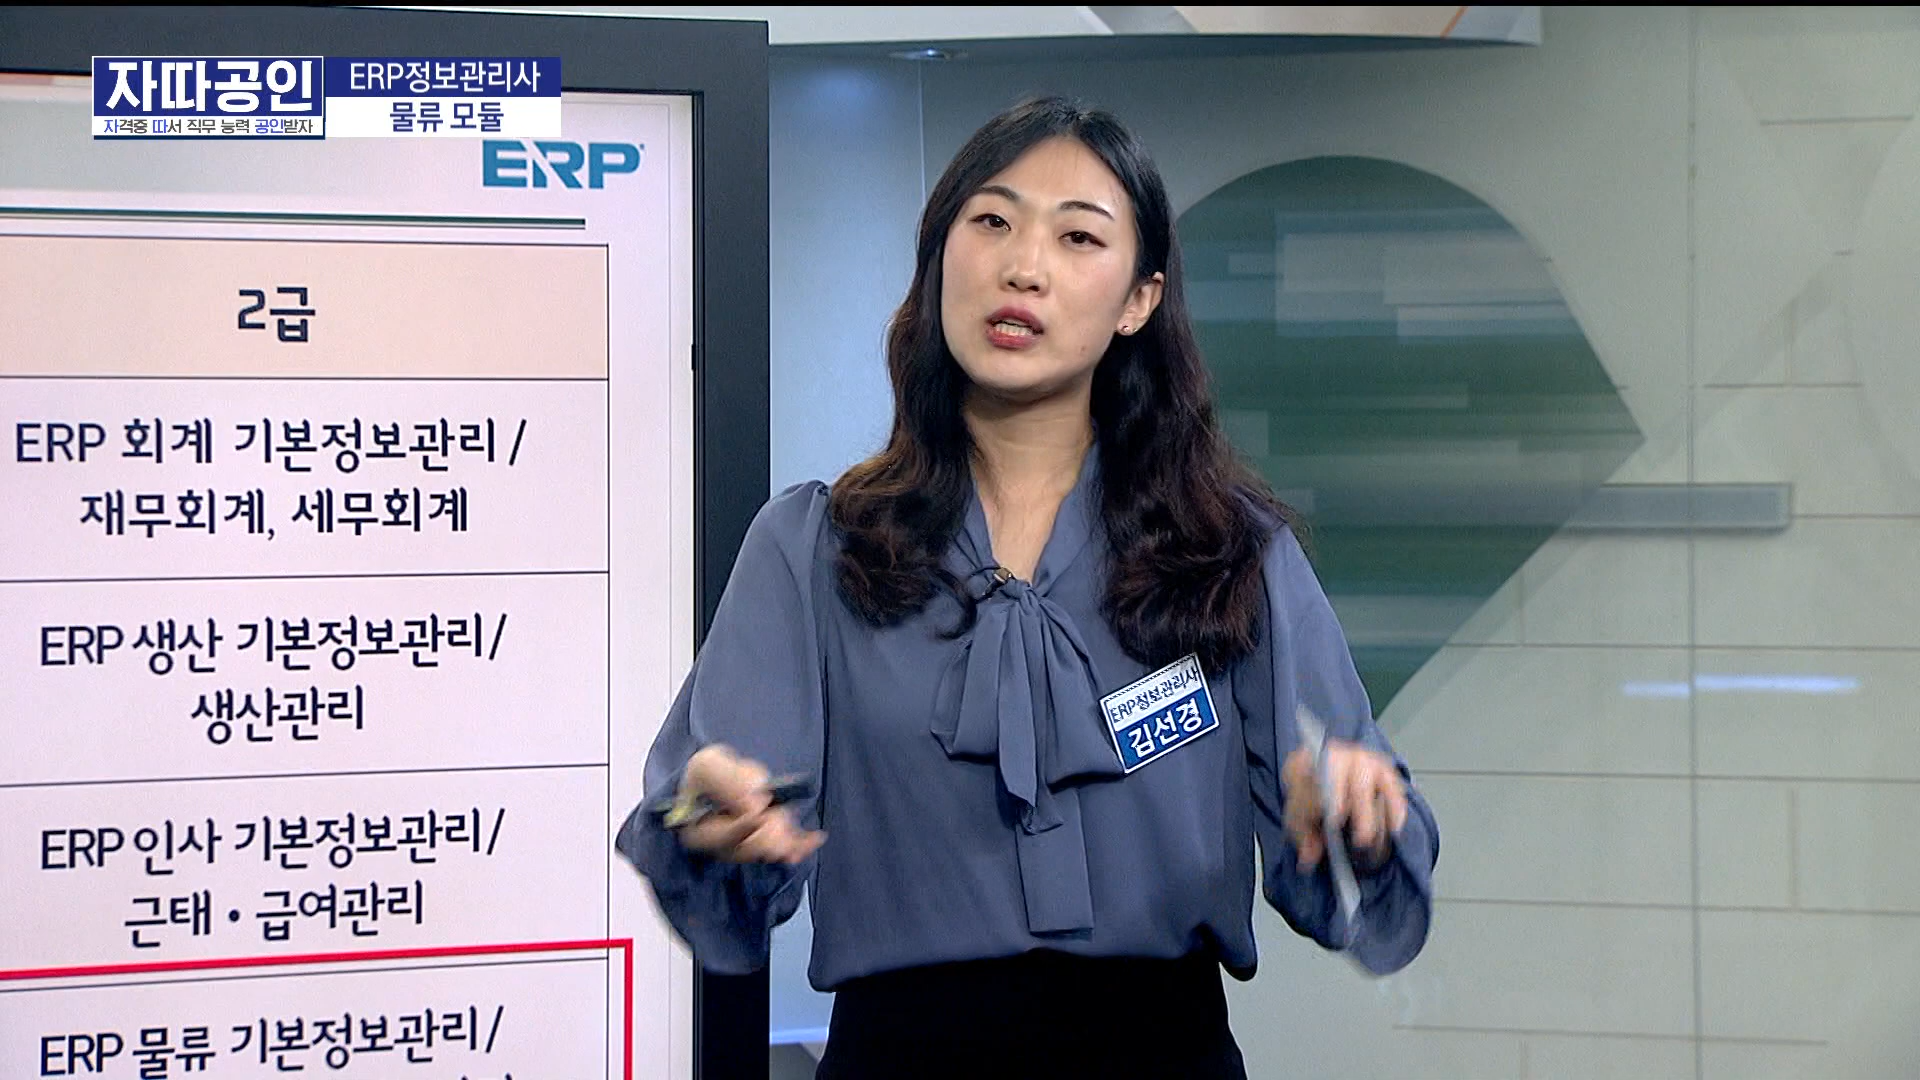 자따공인
자격증 따서 직무 능력 공인받자
ERP정보관리사
물류 모듈
ERP
2급
ERP 회계 기본정보관리 /
재무회계, 세무회계
ERP 생산 기본정보관리/
생산관리
ERP 인사 기본정보관리/
근태 • 급여관리
ERP 물류 기본정보관리/
ERP정보관리사
김선경